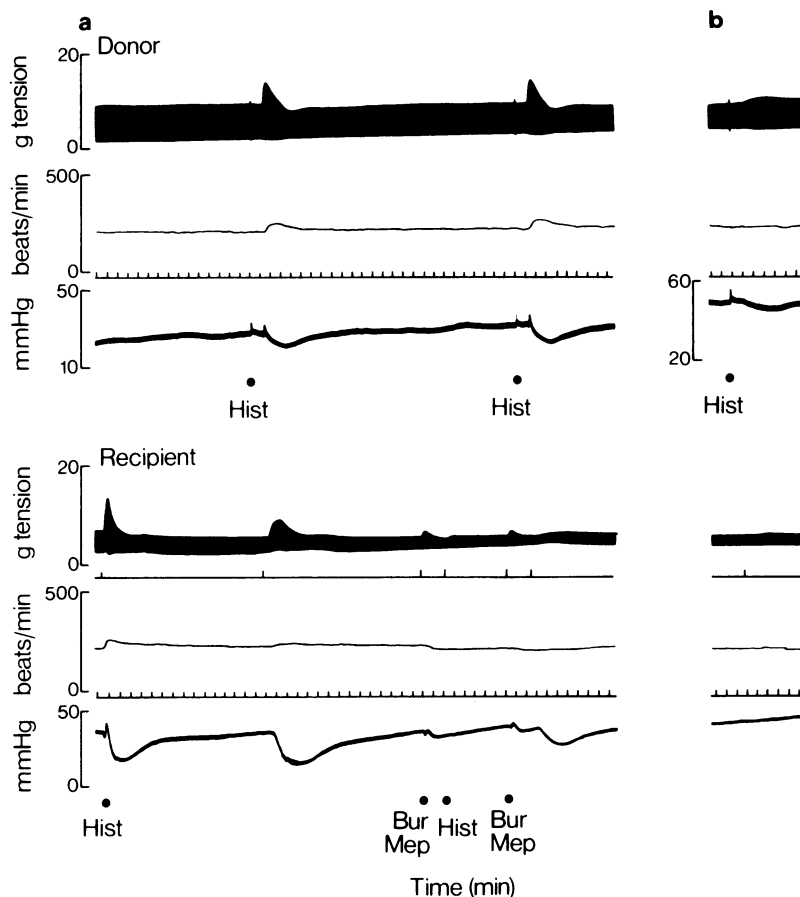 a
b
Donor
20
g tension
0
500
beats/min
0
50
mmHg
10
60
20
Hist
Hist
Hist
Recipient
20
g tension
0
500
beats/min
0
50
mmHg
0
Hist
Bur
Mep
Hist
Bur
Mep
Time (min)